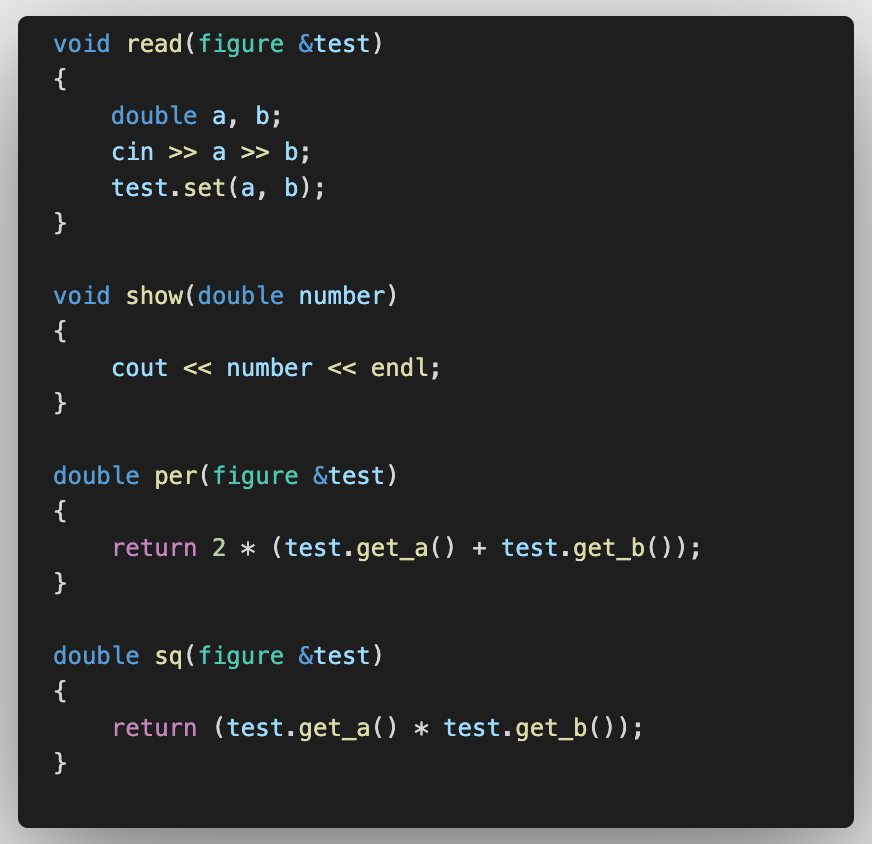 void read(figure &test)
{
    double a, b;
    cin >> a >> b;
    test.set(a, b);
}

void show(double number)
{
    cout << number << endl;
}

double per(figure &test)
{
    return 2 * (test.get_a() + test.get_b());
}

double sq(figure &test)
{
    return (test.get_a() * test.get_b());
}